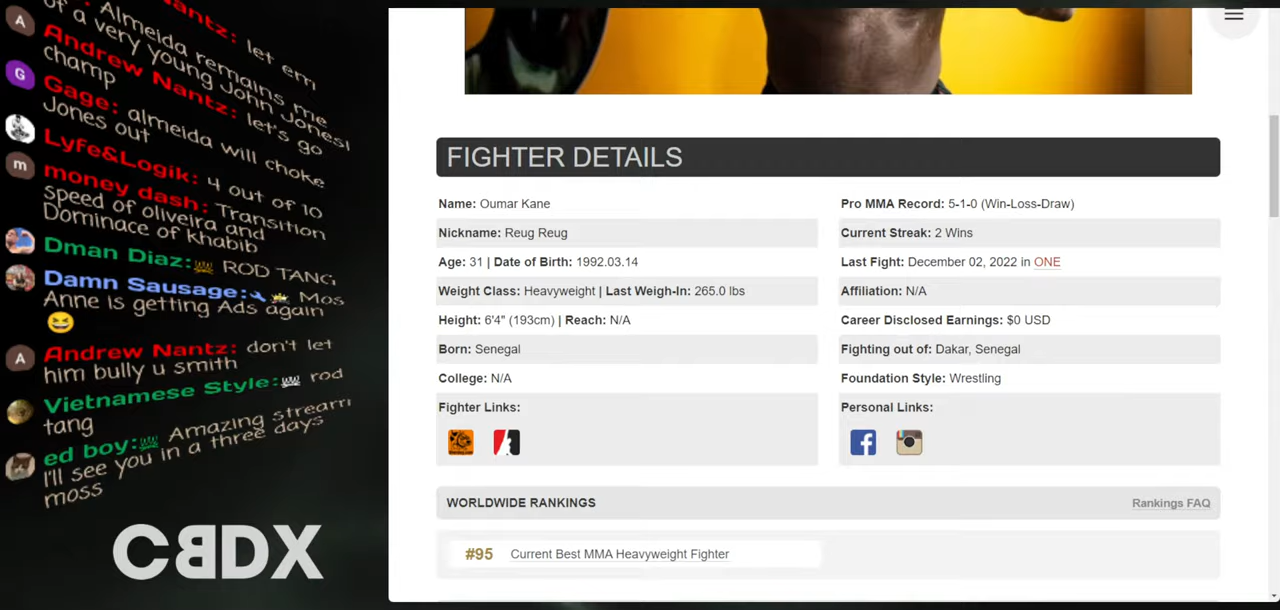 Nantz: let erri
A Almeida remains me
of a very young John Jones!
Andrew Nantz: let's go
champ
G Gage: almeida will choke
Jones out
Lyfe&Logik: 4 out of 10
m money dash: Transition
speed of oliveira and
Dominace of khabib
Dman Diaz: ROD TANG
Damn Sausage: Mos
Anne is getting Ads again
A Andrew Nantz: don't let
him bully u smith
Vietnamese Style: rod
tang
ed boy: Amazing stream
I'll see you in a three days
moss
CBDX
FIGHTER DETAILS
Name: Oumar Kane
Pro MMA Record: 5-1-0 (Win-Loss-Draw)
Nickname: Reug Reug
Current Streak: 2 Wins
Age: 31 | Date of Birth: 1992.03.14
Last Fight: December 02, 2022 in ONE
Weight Class: Heavyweight | Last Weigh-In: 265.0 lbs
Affiliation: N/A
Height: 6'4" (193cm) | Reach: N/A
Career Disclosed Earnings: $0 USD
Born: Senegal
Fighting out of: Dakar, Senegal
College: N/A
Foundation Style: Wrestling
Fighter Links:
Personal Links:
WORLDWIDE RANKINGS
Rankings FAQ
#95 Current Best MMA Heavyweight Fighter